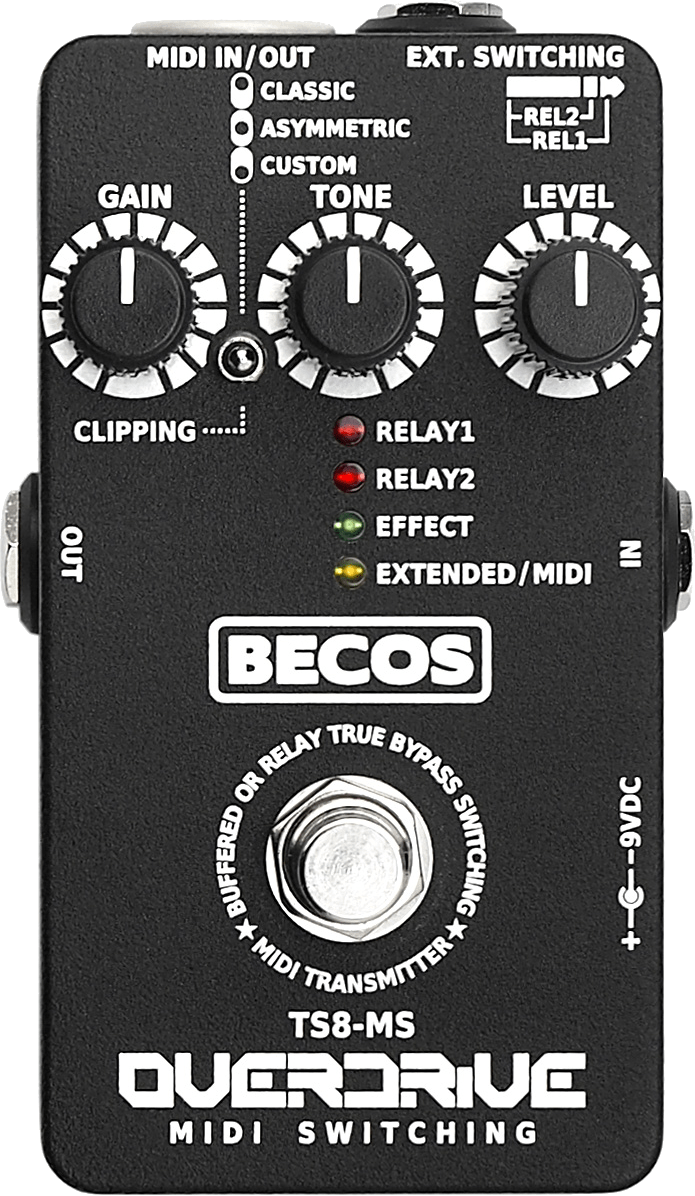 MIDI IN/OUT
EXT. SWITCHING
CLASSIC
ASYMMETRIC
CUSTOM
REL2
REL1
GAIN
TONE
LEVEL
CLIPPING
RELAY1
RELAY2
EFFECT
EXTENDED/MIDI
OUT
IN
BECOS
BUFFERED OR RELAY TRUE BYPASS SWITCHING
★ MIDI TRANSMITTER ★
+ -9VDC
TS8-MS
OVERDRIVE
MIDI SWITCHING